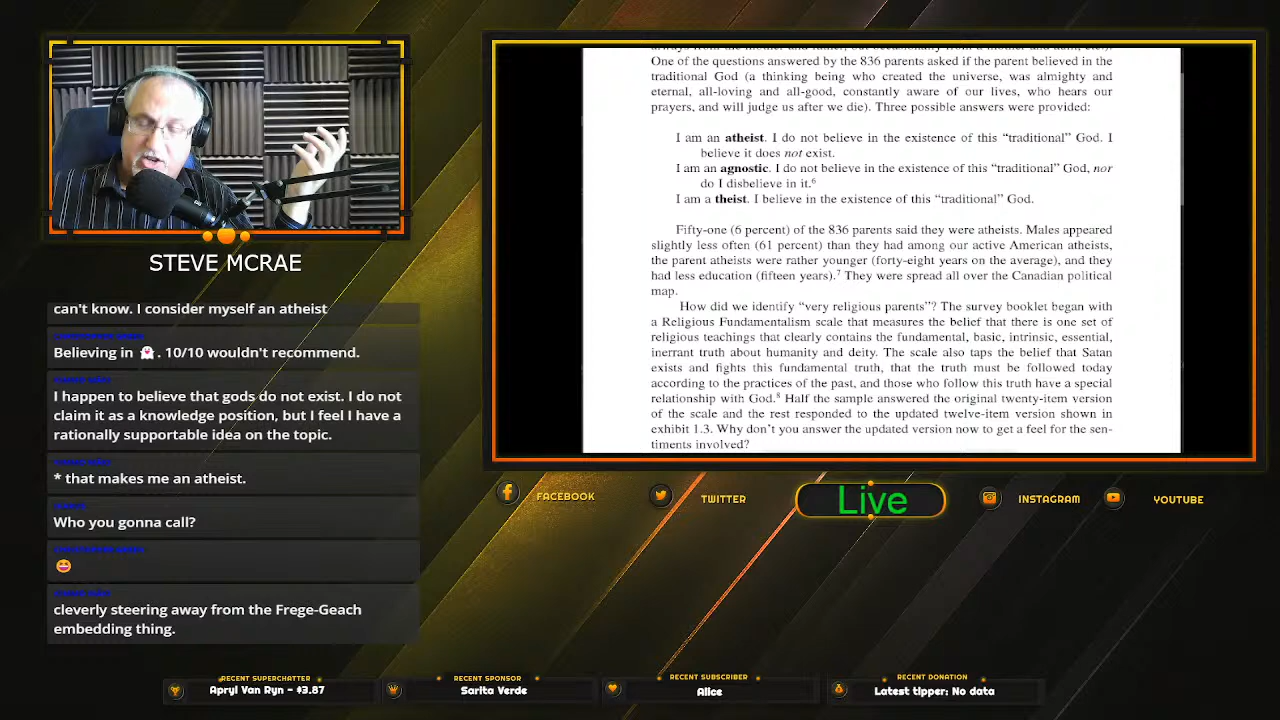 STEVE MCRAE
can't know. I consider myself an atheist
Believing in 👻. 10/10 wouldn't recommend.
I happen to believe that gods do not exist. I do not
claim it as a knowledge position, but I feel I have a
rationally supportable idea on the topic.
* that makes me an atheist.
Who you gonna call?
😆
cleverly steering away from the Frege-Geach
embedding thing.
One of the questions answered by the 836 parents asked if the parent believed in the
traditional God (a thinking being who created the universe, was almighty and
eternal, all-loving and all-good, constantly aware of our lives, who hears our
prayers, and will judge us after we die). Three possible answers were provided:
I am an atheist. I do not believe in the existence of this "traditional" God. I
believe it does not exist.
I am an agnostic. I do not believe in the existence of this "traditional" God, nor
do I disbelieve in it.6
I am a theist. I believe in the existence of this "traditional" God.
Fifty-one (6 percent) of the 836 parents said they were atheists. Males appeared
slightly less often (61 percent) than they had among our active American atheists,
the parent atheists were rather younger (forty-eight years on the average), and they
had less education (fifteen years).7 They were spread all over the Canadian political
map.
How did we identify "very religious parents"? The survey booklet began with
a Religious Fundamentalism scale that measures the belief that there is one set of
religious teachings that clearly contains the fundamental, basic, intrinsic, essential,
inerrant truth about humanity and deity. The scale also taps the belief that Satan
exists and fights this fundamental truth, that the truth must be followed today
according to the practices of the past, and those who follow this truth have a special
relationship with God.8 Half the sample answered the original twenty-item version
of the scale and the rest responded to the updated twelve-item version shown in
exhibit 1.3. Why don't you answer the updated version now to get a feel for the sen-
timents involved?
FACEBOOK
TWITTER
Live
INSTAGRAM
YOUTUBE
RECENT SUPERCHATTER
Apryl Van Ryn - $3.87
RECENT SPONSOR
Sarita Verde
RECENT SUBSCRIBER
Alice
RECENT DONATION
Latest tipper: No data